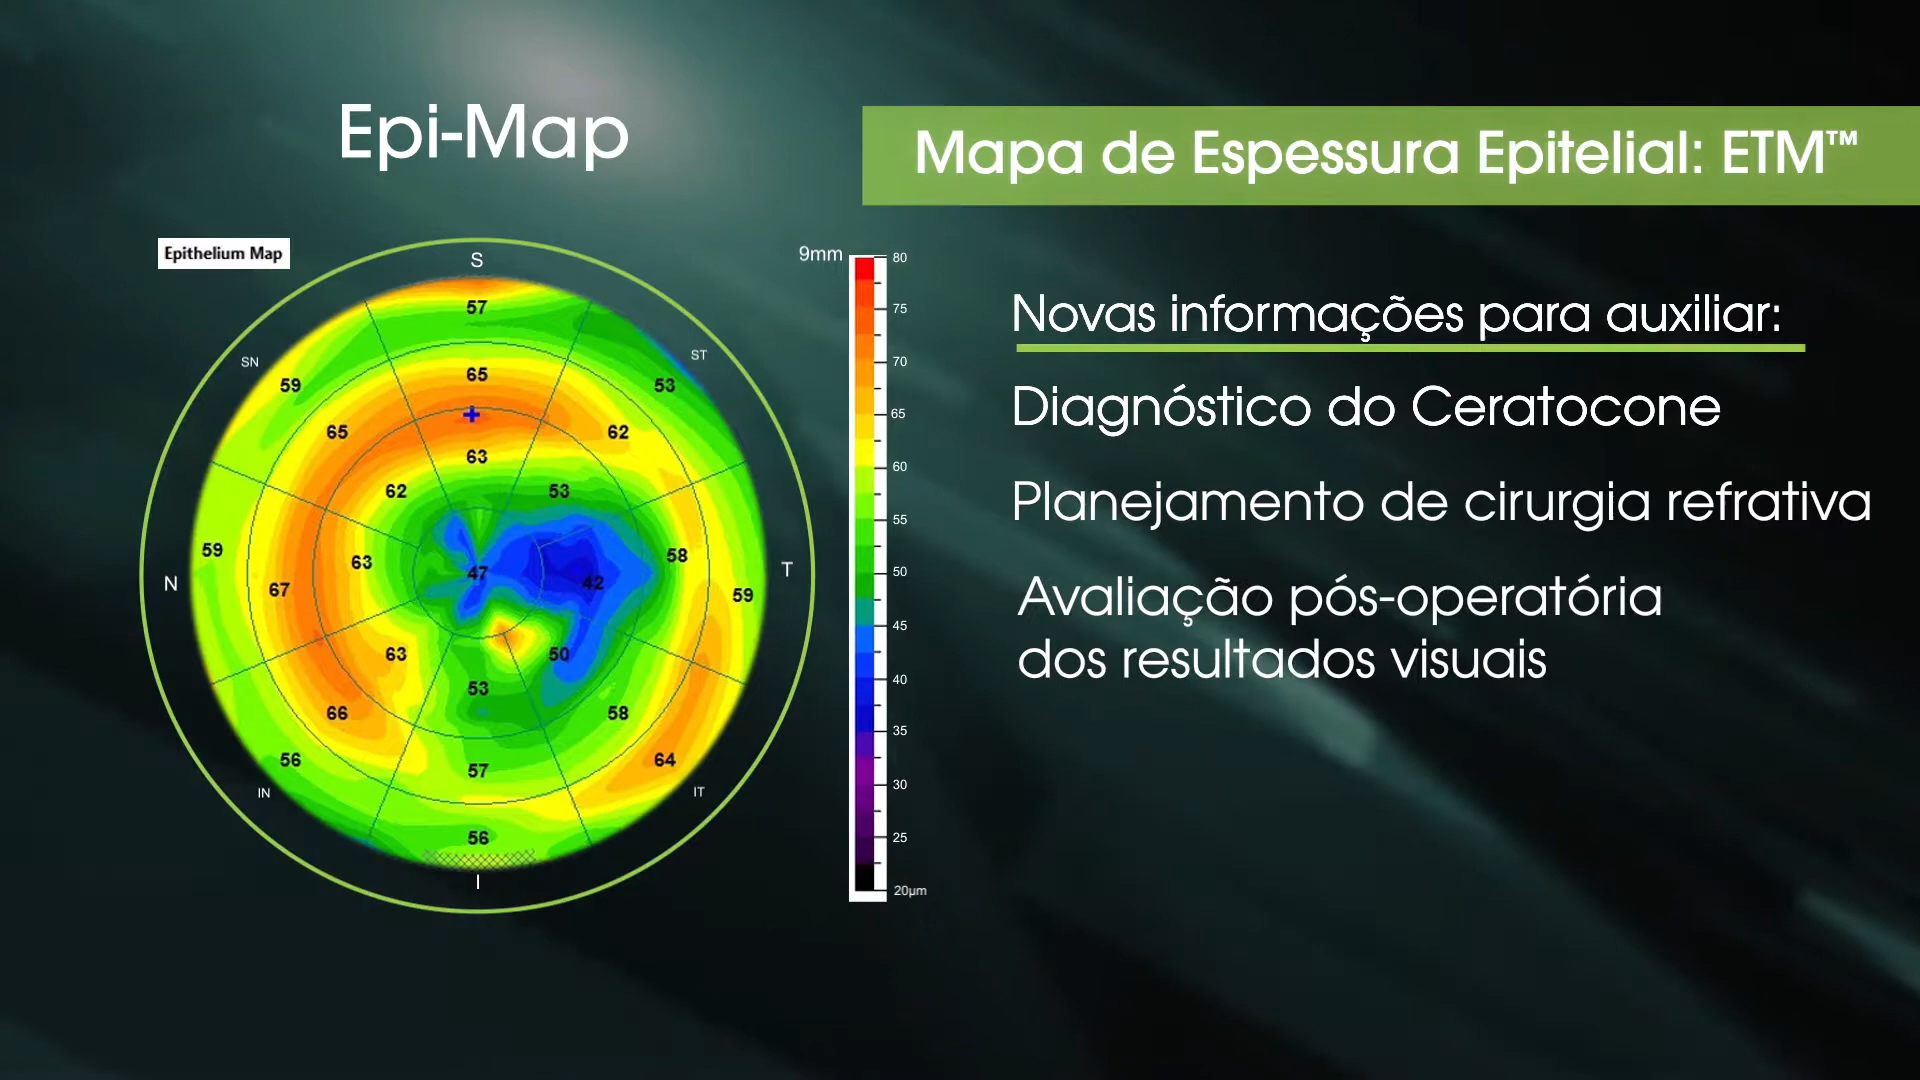 Epi-Map
Mapa de Espessura Epitelial: ETM™
Epithelium Map
9mm
S
SN
ST
N
T
IN
IT
I
57
59
53
65
65
62
63
62
53
59
63
47
42
58
67
59
63
50
53
66
58
56
57
64
56
80
75
70
65
60
55
50
45
40
35
30
25
20µm
Novas informações para auxiliar:
Diagnóstico do Ceratocone
Planejamento de cirurgia refrativa
Avaliação pós-operatória
dos resultados visuais